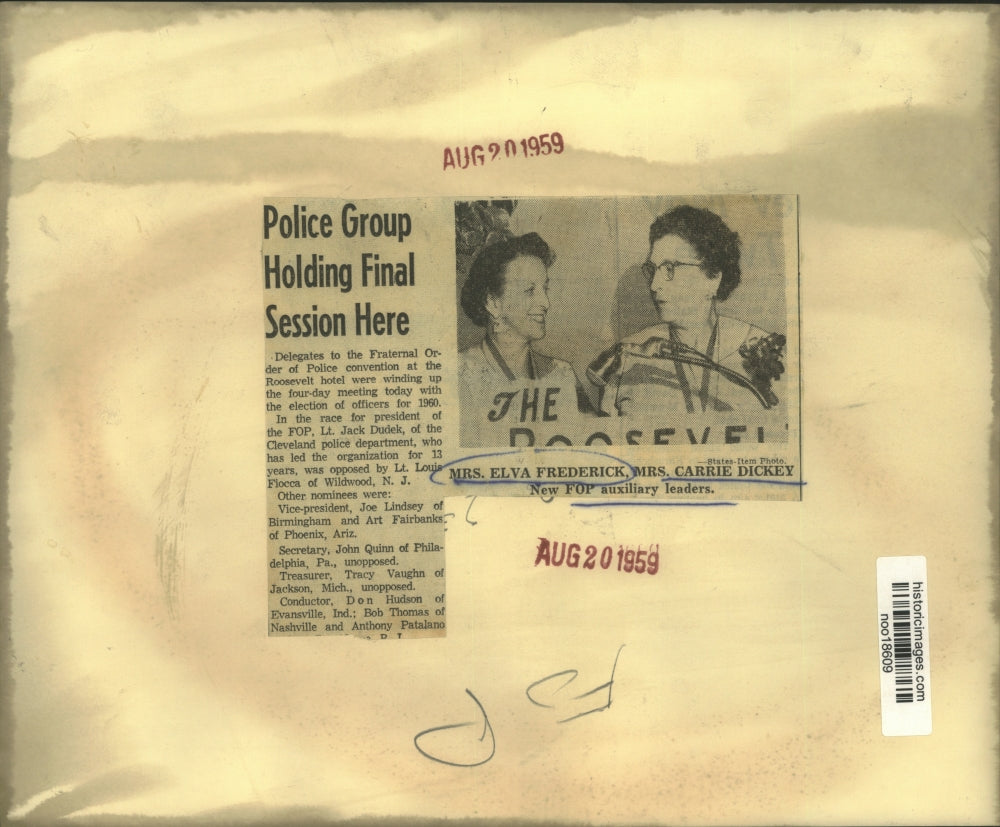 AUG 20 1959
Police Group
Holding Final
Session Here
Delegates to the Fraternal Or-
der of Police convention at the
Roosevelt hotel were winding up
the four-day meeting today with
the election of officers for 1960.
In the race for president of
the FOP, Lt. Jack Dudek, of the
Cleveland police department, who
has led the organization for 13
years, was opposed by Lt. Louis
Fiocca of Wildwood, N. J.
Other nominees were:
Vice-president, Joe Lindsey of
Birmingham and Art Fairbanks
of Phoenix, Ariz.
Secretary, John Quinn of Phila-
delphia, Pa., unopposed.
Treasurer, Tracy Vaughn of
Jackson, Mich., unopposed.
Conductor, Don Hudson of
Evansville, Ind.; Bob Thomas of
Nashville and Anthony Patalano
R. I.
THE
ROOSEVEL
—States-Item Photo.
MRS. ELVA FREDERICK, MRS. CARRIE DICKEY
New FOP auxiliary leaders.
AUG 20 1959
historicimages.com
noo18609